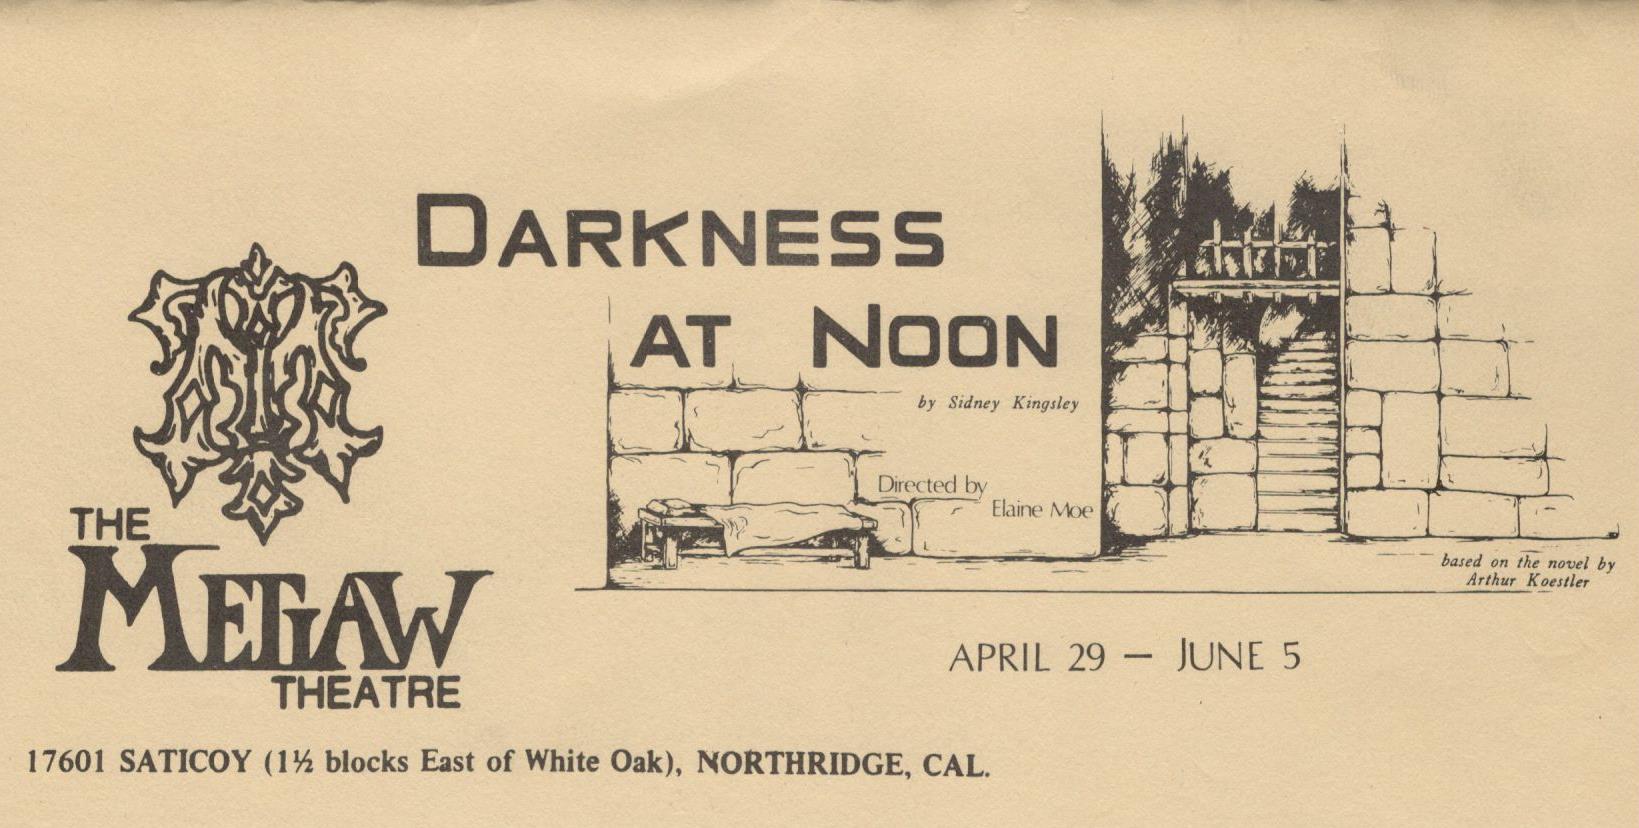 DARKNESS
AT NOON
by Sidney Kingsley
Directed by
Elaine Moe
based on the novel by
Arthur Koestler
THE
MEGAW
THEATRE
APRIL 29 — JUNE 5
17601 SATICOY (1½ blocks East of White Oak), NORTHRIDGE, CAL.